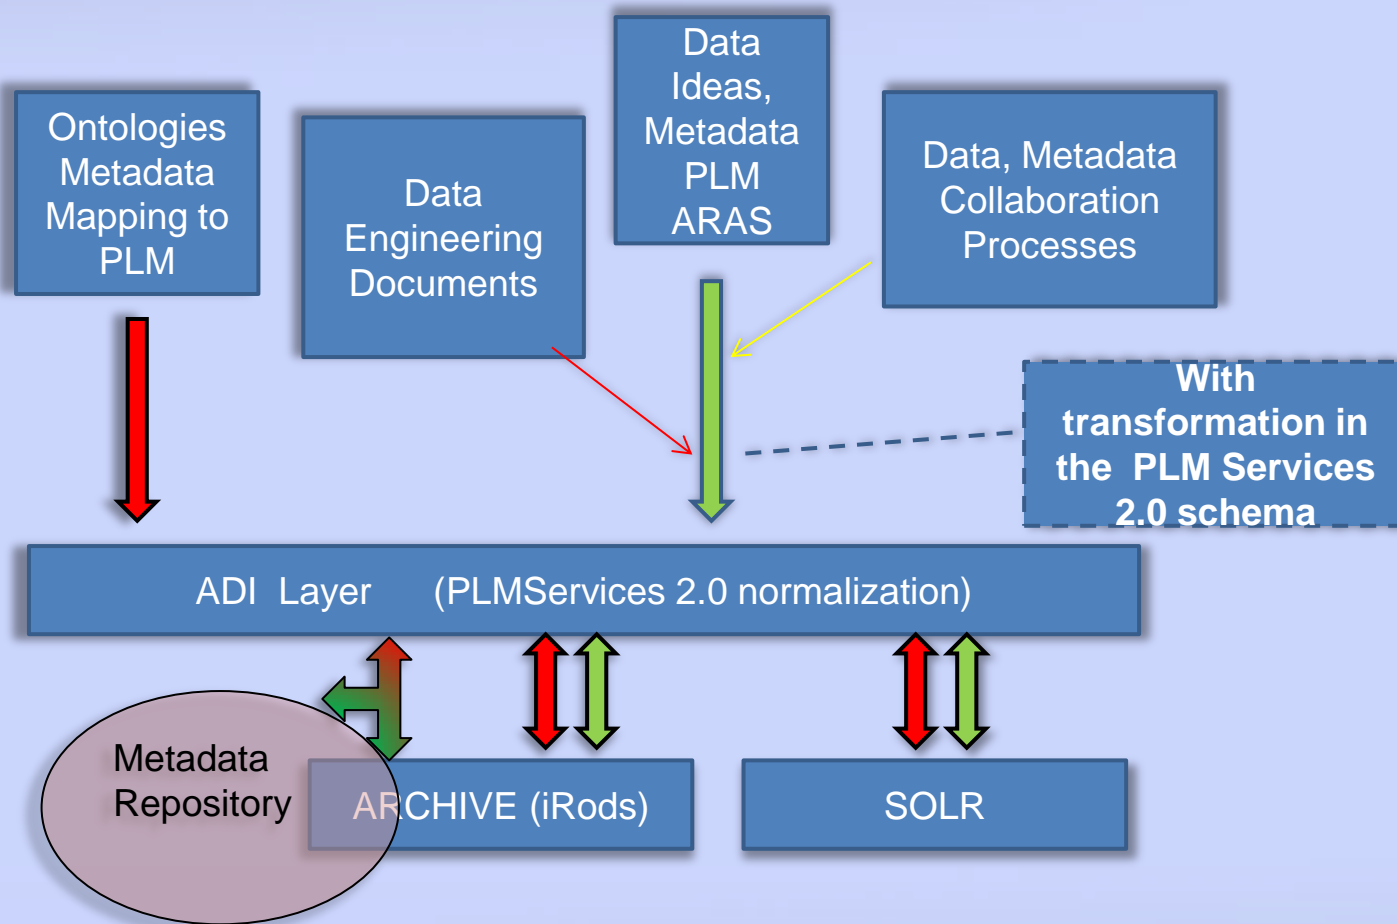 Ontologies
Metadata
Mapping to
PLM
Data
Engineering
Documents
Data
Ideas,
Metadata
PLM
ARAS
Data, Metadata
Collaboration
Processes
With
transformation in
the PLM Services
2.0 schema
ADI Layer (PLMServices 2.0 normalization)
Metadata
Repository
ARCHIVE (iRods)
SOLR